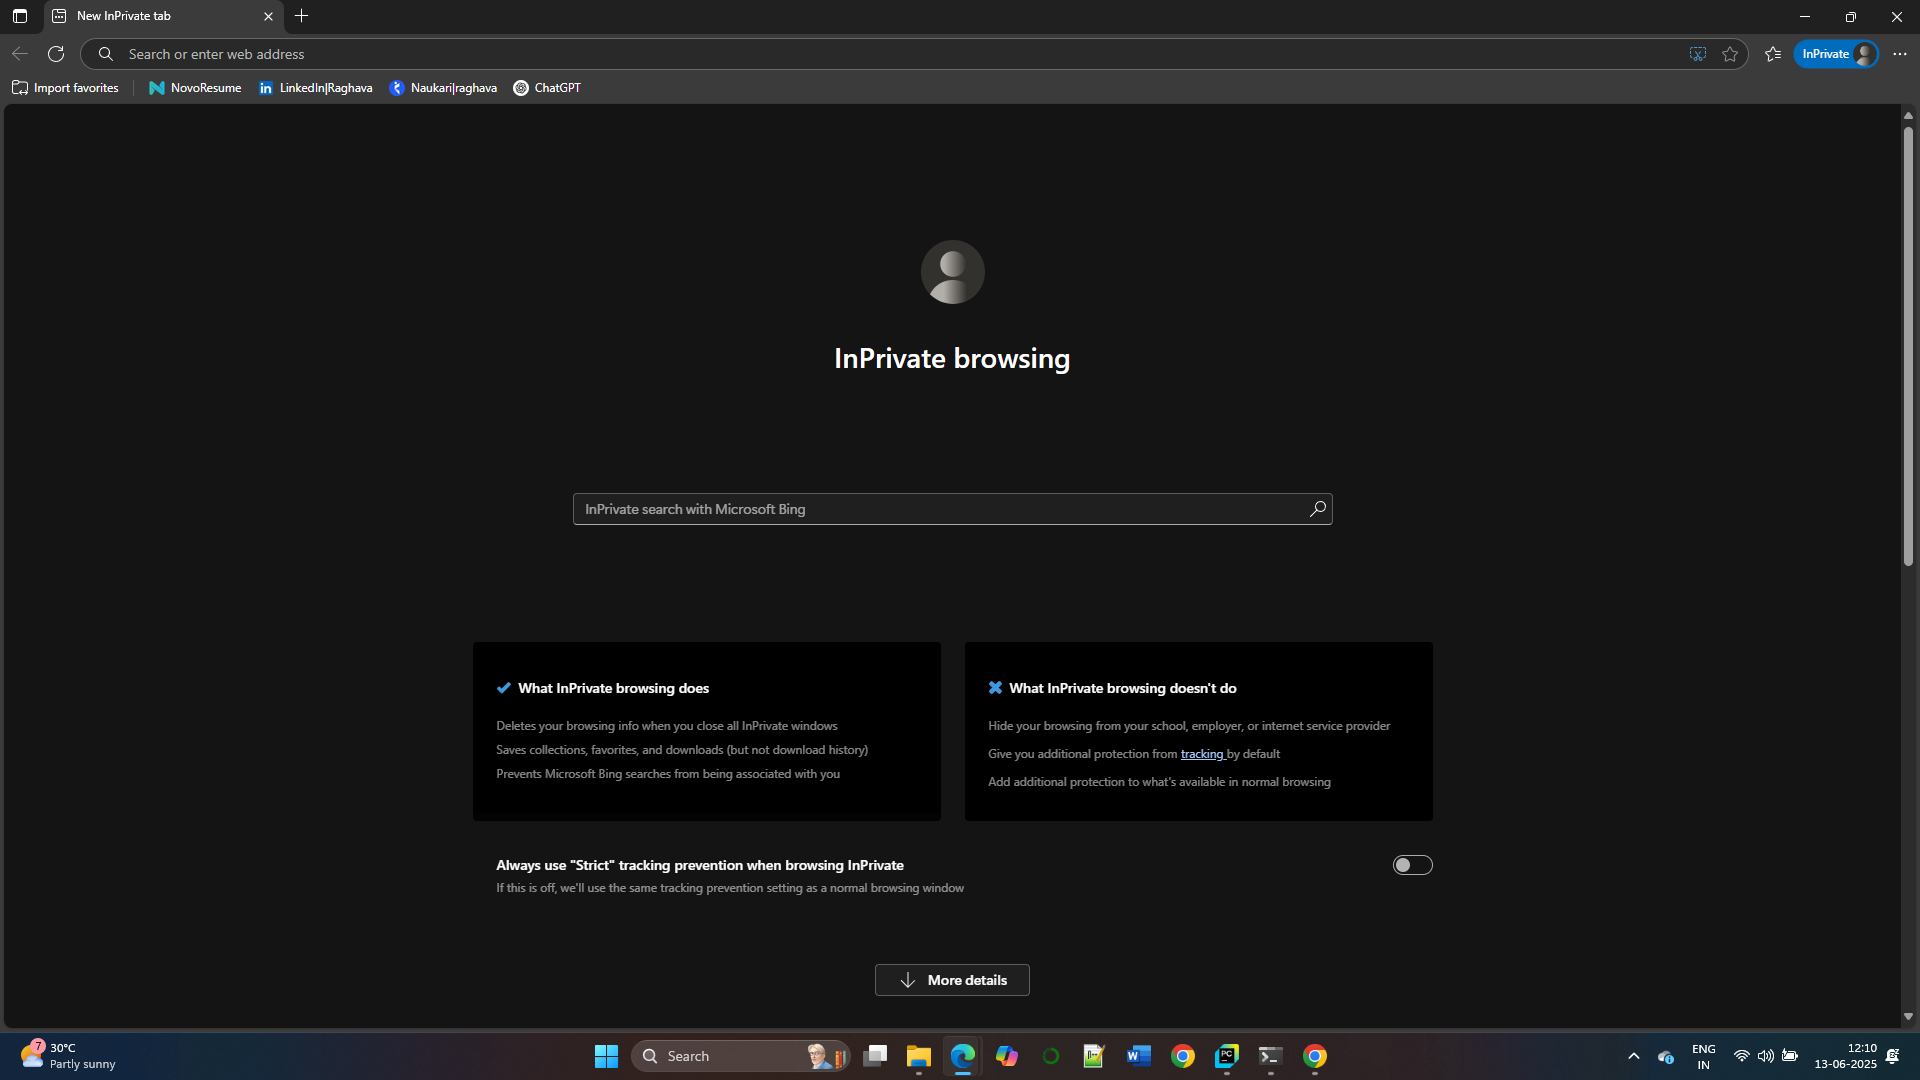 New InPrivate tab
Search or enter web address
InPrivate
Import favorites
NovoResume
LinkedIn|Raghava
Naukari|raghava
ChatGPT
InPrivate browsing
InPrivate search with Microsoft Bing
What InPrivate browsing does
Deletes your browsing info when you close all InPrivate windows
Saves collections, favorites, and downloads (but not download history)
Prevents Microsoft Bing searches from being associated with you
What InPrivate browsing doesn't do
Hide your browsing from your school, employer, or internet service provider
Give you additional protection from tracking by default
Add additional protection to what's available in normal browsing
Always use "Strict" tracking prevention when browsing InPrivate
If this is off, we'll use the same tracking prevention setting as a normal browsing window
More details
7
30°C
Partly sunny
Search
ENG
IN
12:10
13-06-2025